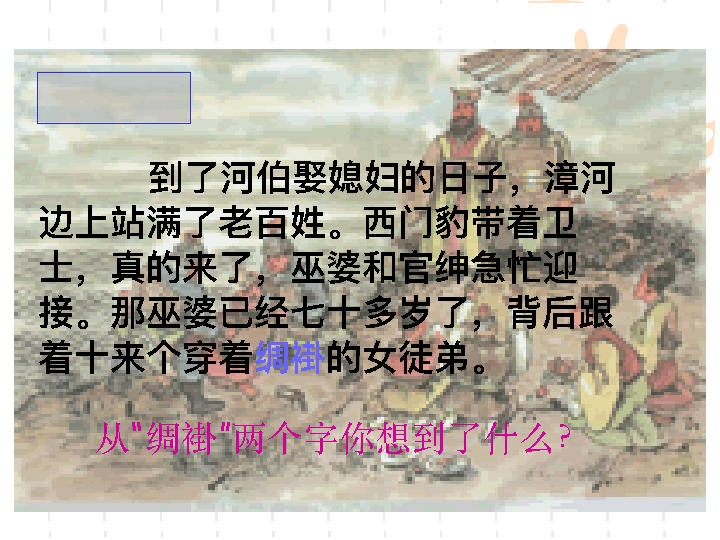 到了河伯娶媳妇的日子，漳河
边上站满了老百姓。西门豹带着卫
士，真的来了，巫婆和官绅急忙迎
接。那巫婆已经七十多岁了，背后跟
着十来个穿着绸褂的女徒弟。
从“绸褂”两个字你想到了什么?